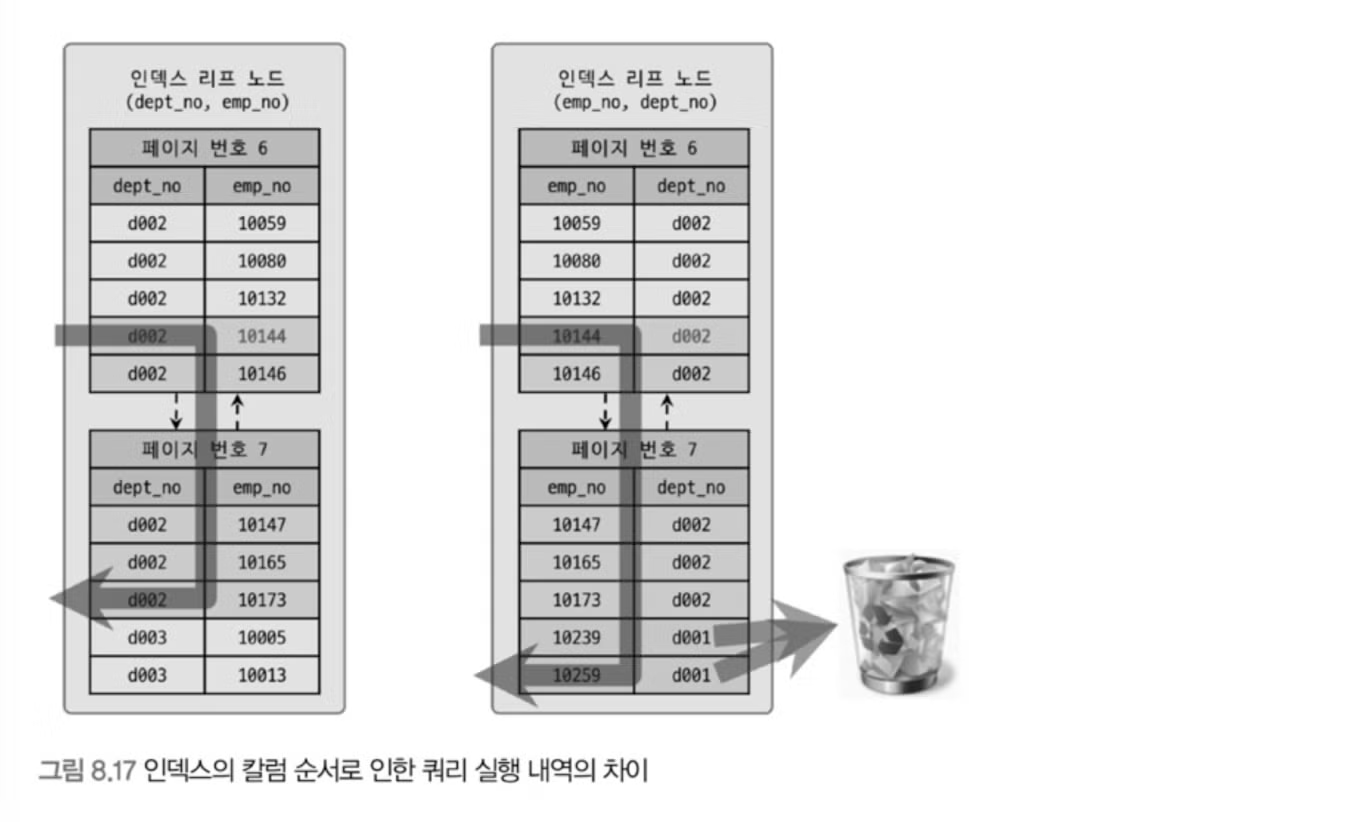 인덱스 리프 노드
(dept_no, emp_no)
페이지 번호 6
dept_no emp_no
d002 10059
d002 10080
d002 10132
d002 10144
d002 10146
페이지 번호 7
dept_no emp_no
d002 10147
d002 10165
d002 10173
d003 10005
d003 10013
인덱스 리프 노드
(emp_no, dept_no)
페이지 번호 6
emp_no dept_no
10059 d002
10080 d002
10132 d002
10144 d002
10146 d002
페이지 번호 7
emp_no dept_no
10147 d002
10165 d002
10173 d002
10239 d001
10259 d001
그림 8.17 인덱스의 칼럼 순서로 인한 쿼리 실행 내역의 차이